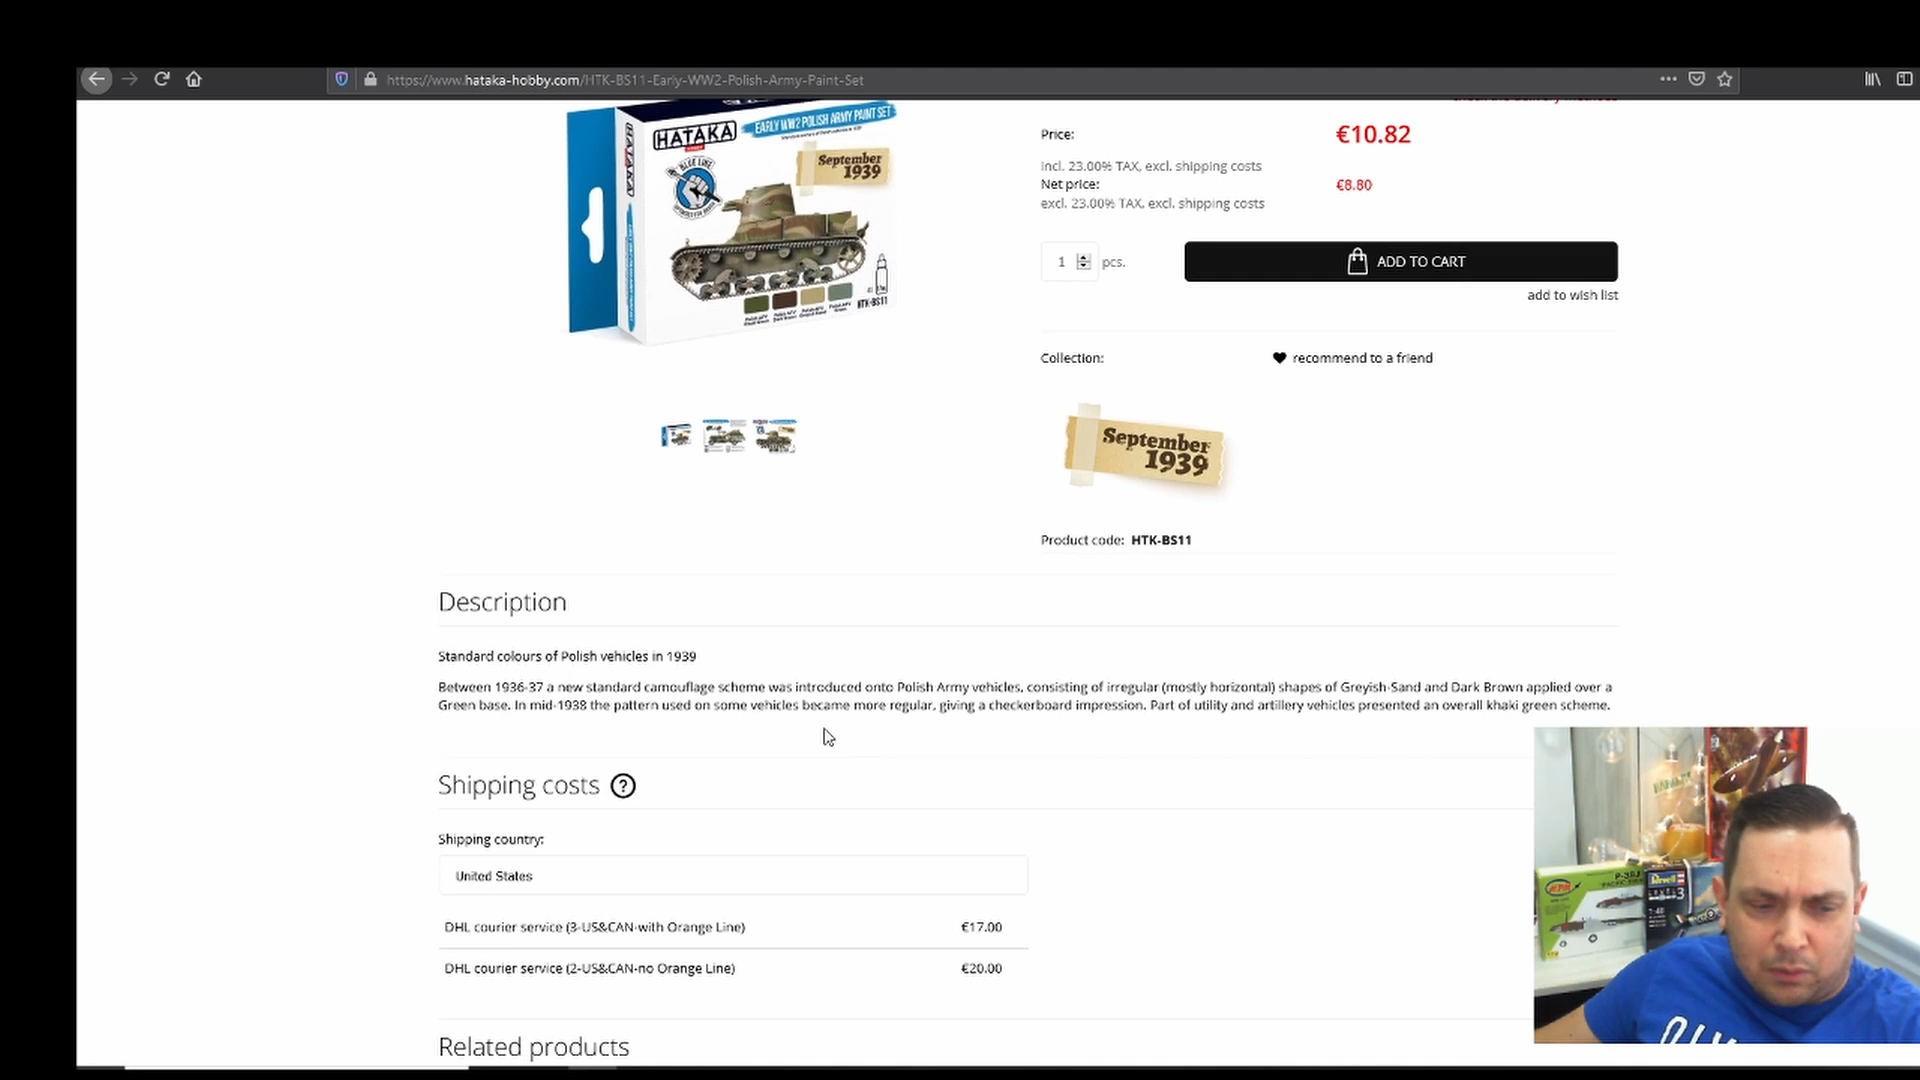 https://www.hataka-hobby.com/HTK-BS11-Early-WW2-Polish-Army-Paint-Set
HATAKA
EARLY WW2 POLISH ARMY PAINT SET
HATAKA
BLUE LINE
September
1939
HTK-BS11
Price:
€10.82
incl. 23.00% TAX, excl. shipping costs
Net price:
€8.80
excl. 23.00% TAX, excl. shipping costs
1
pcs.
ADD TO CART
add to wish list
Collection:
recommend to a friend
September
1939
Product code: HTK-BS11
Description
Standard colours of Polish vehicles in 1939
Between 1936-37 a new standard camouflage scheme was introduced onto Polish Army vehicles, consisting of irregular (mostly horizontal) shapes of Greyish-Sand and Dark Brown applied over a
Green base. In mid-1938 the pattern used on some vehicles became more regular, giving a checkerboard impression. Part of utility and artillery vehicles presented an overall khaki green scheme.
Shipping costs ?
Shipping country:
United States
DHL courier service (3-US&CAN-with Orange Line)
€17.00
DHL courier service (2-US&CAN-no Orange Line)
€20.00
Related products
P-38J
Revell
3